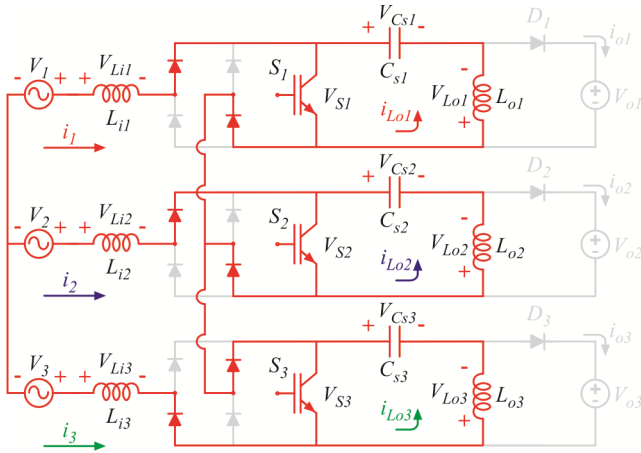 V1 VLi1 Li1 S1 VS1 VCs1 Cs1 iLo1 VLo1 Lo1 D1 io1 Vo1
i1
V2 VLi2 Li2 S2 VS2 VCs2 Cs2 iLo2 VLo2 Lo2 D2 io2 Vo2
i2
V3 VLi3 Li3 S3 VS3 VCs3 Cs3 iLo3 VLo3 Lo3 D3 io3 Vo3
i3